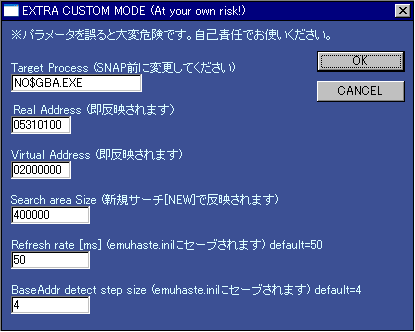 EXTRA CUSTOM MODE (At your own risk!)
※パラメータを誤ると大変危険です。自己責任でお使いください。
Target Process (SNAP前に変更してください)
NO$GBA.EXE
OK
CANCEL
Real Address (即反映されます)
05310100
Virtual Address (即反映されます)
02000000
Search area Size (新規サーチ[NEW]で反映されます)
400000
Refresh rate [ms] (emuhaste.iniにセーブされます) default=50
50
BaseAddr detect step size (emuhaste.iniにセーブされます) default=4
4